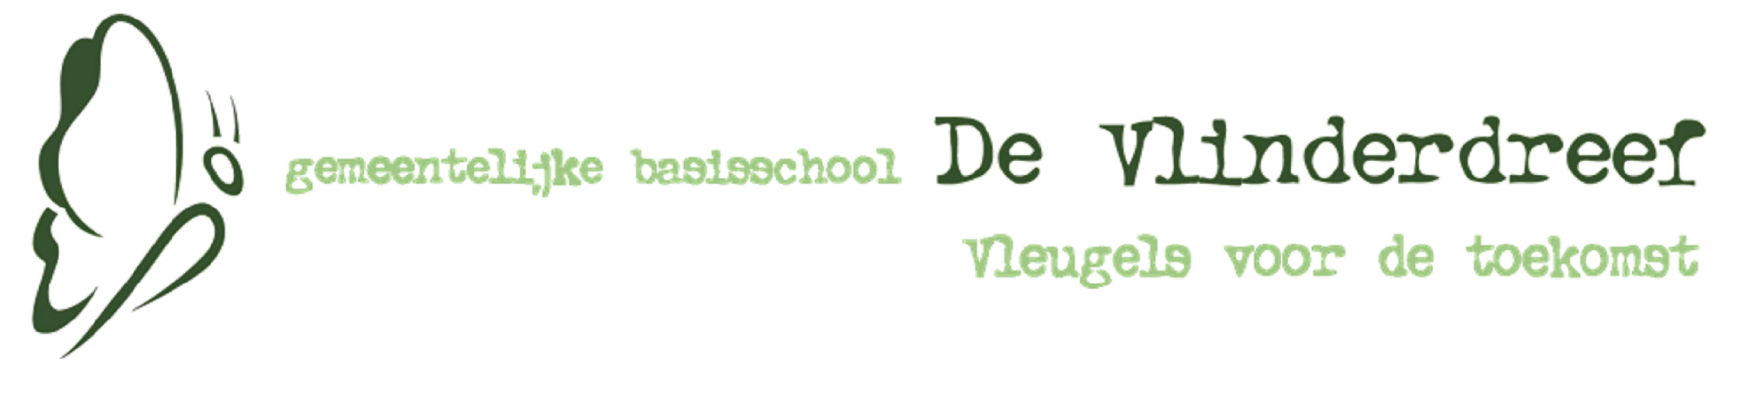 gemeentelijke basisschool De Vlinderdreef
Vleugels voor de toekomst